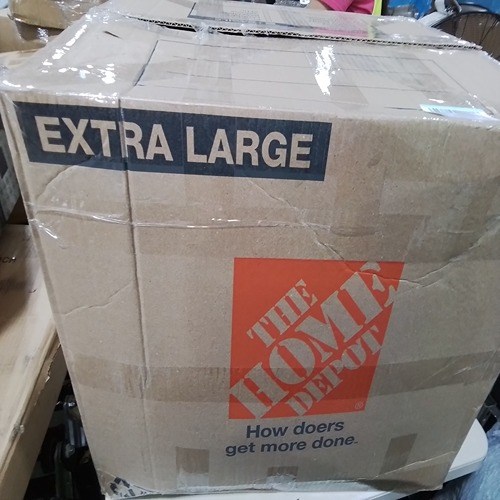 EXTRA LARGE
THE
HOME
DEPOT
How doers
get more done.